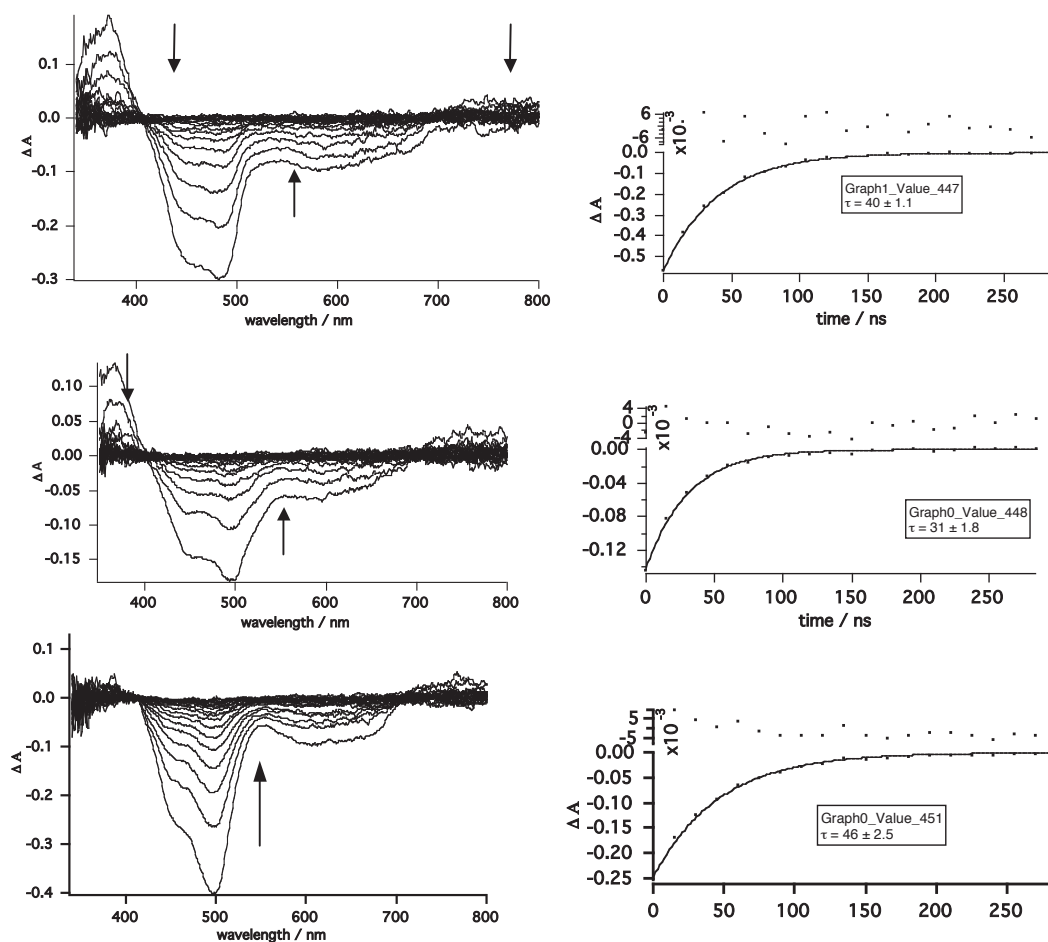 0.1
0.0
-0.1
-0.2
-0.3
Δ A
400 500 600 700 800
wavelength / nm
6
-6
x10⁻³
0.0
-0.1
-0.2
-0.3
-0.4
-0.5
Δ A
Graph1_Value_447
τ = 40 ± 1.1
0 50 100 150 200 250
time / ns
0.10
0.05
0.00
-0.05
-0.10
-0.15
Δ A
400 500 600 700 800
wavelength / nm
4
0
-4
x10⁻³
0.00
-0.04
-0.08
-0.12
Graph0_Value_448
τ = 31 ± 1.8
0 50 100 150 200 250
time / ns
0.1
0.0
-0.1
-0.2
-0.3
-0.4
Δ A
400 500 600 700 800
wavelength / nm
5
-5
x10⁻³
0.00
-0.05
-0.10
-0.15
-0.20
-0.25
Δ A
Graph0_Value_451
τ = 46 ± 2.5
0 50 100 150 200 250